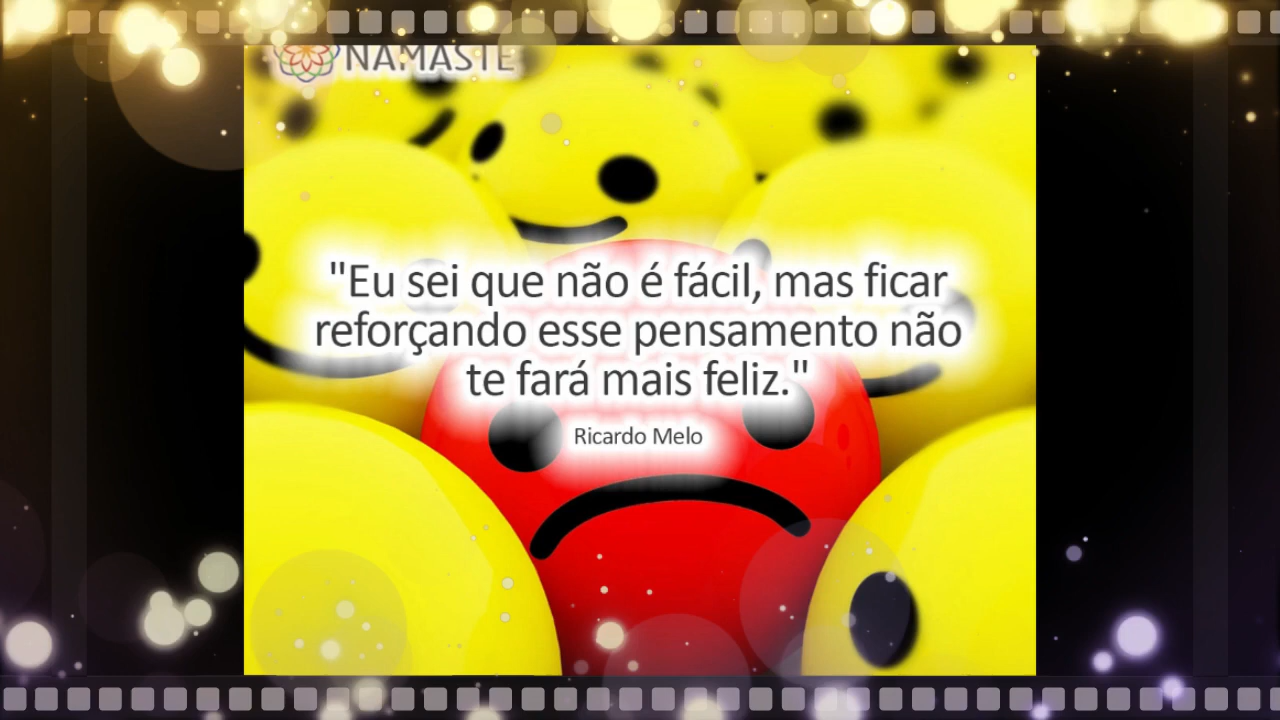 NAMASTE
"Eu sei que não é fácil, mas ficar
reforçando esse pensamento não
te fará mais feliz."
Ricardo Melo